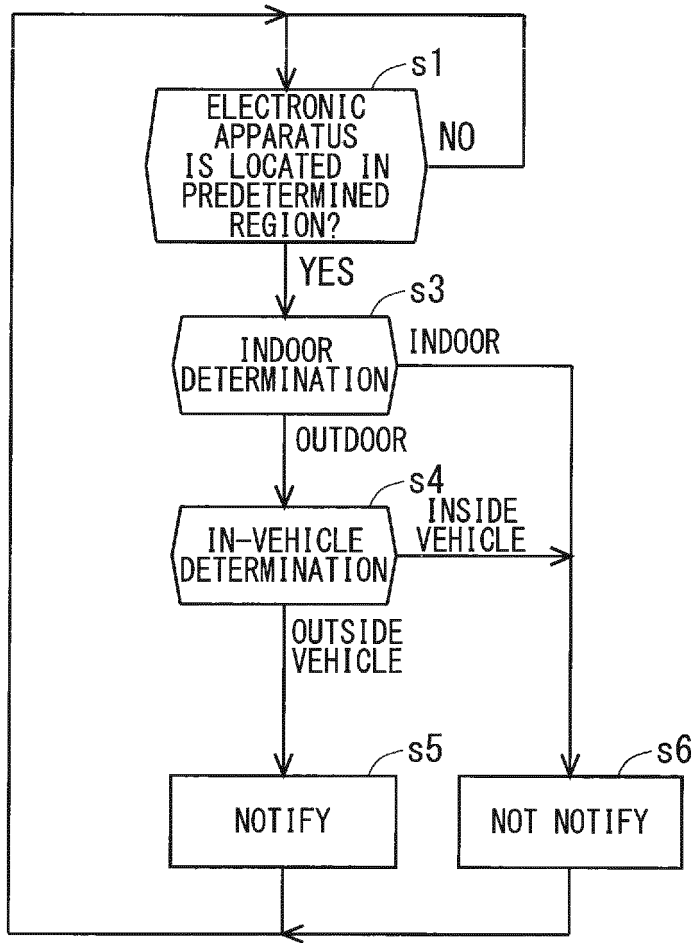 s1
ELECTRONIC
APPARATUS
IS LOCATED IN
PREDETERMINED
REGION?
NO
YES
s3
INDOOR
DETERMINATION
INDOOR
OUTDOOR
s4
IN-VEHICLE
DETERMINATION
INSIDE
VEHICLE
OUTSIDE
VEHICLE
s5
NOTIFY
s6
NOT NOTIFY